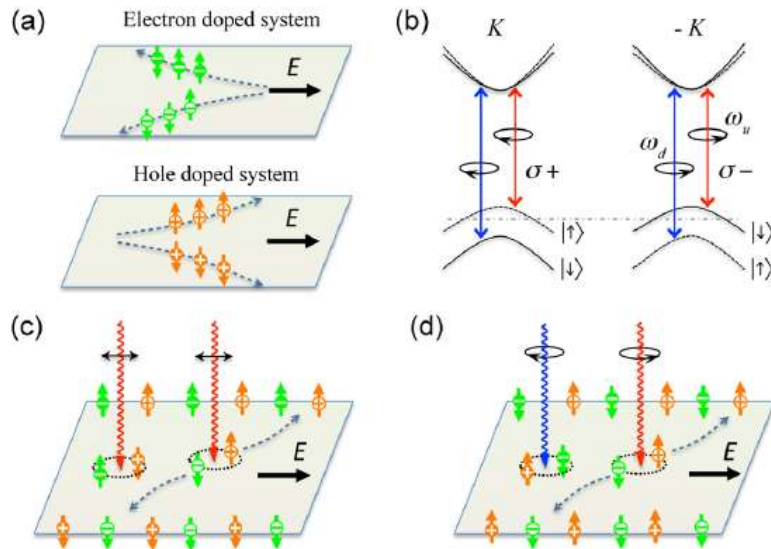 (a)
Electron doped system
E
Hole doped system
E
(b)
K
- K
ω_d
ω_u
σ+
σ−
|↑⟩
|↓⟩
|↓⟩
|↑⟩
(c)
E
(d)
E